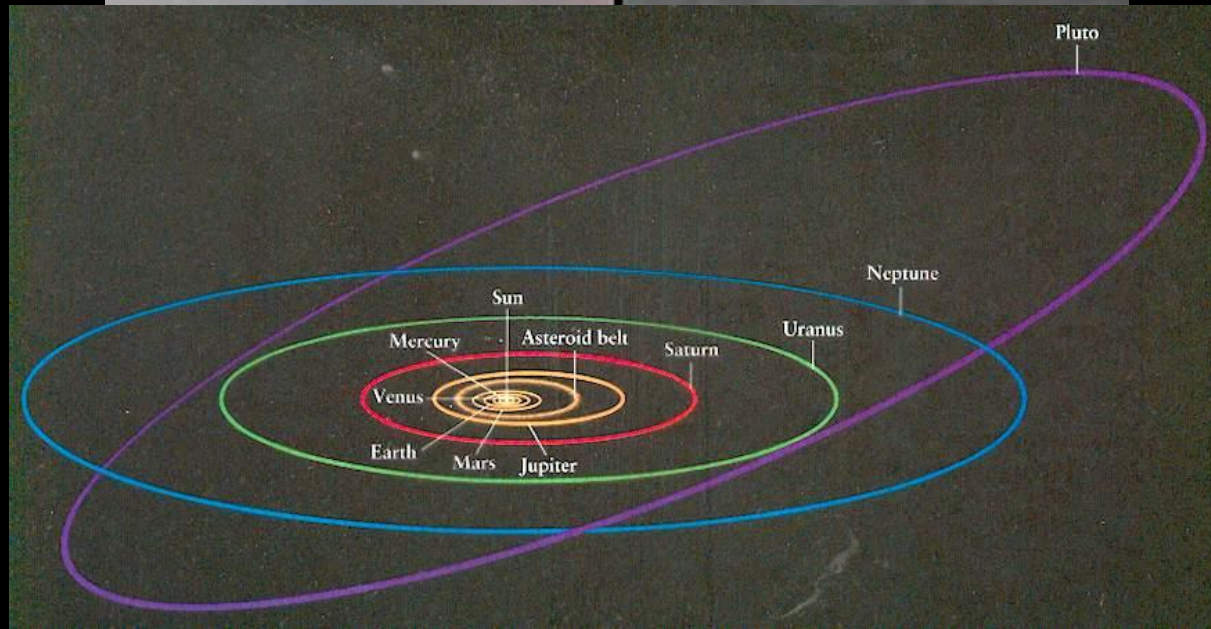 Pluto
Neptune
Sun
Uranus
Mercury
Asteroid belt
Saturn
Venus
Earth
Mars
Jupiter